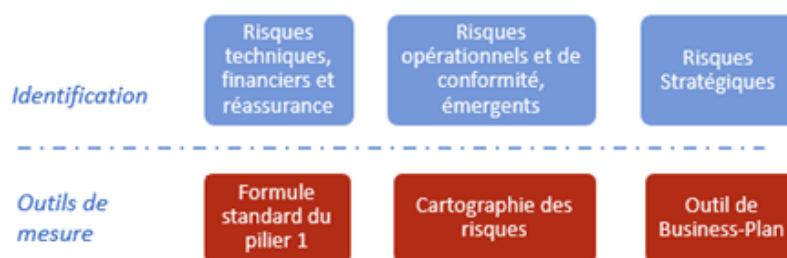 Identification
Risques
techniques,
financiers et
réassurance
Risques
opérationnels et de
conformité,
émergents
Risques
Stratégiques
Outils de
mesure
Formule
standard du
pilier 1
Cartographie des
risques
Outil de
Business-Plan